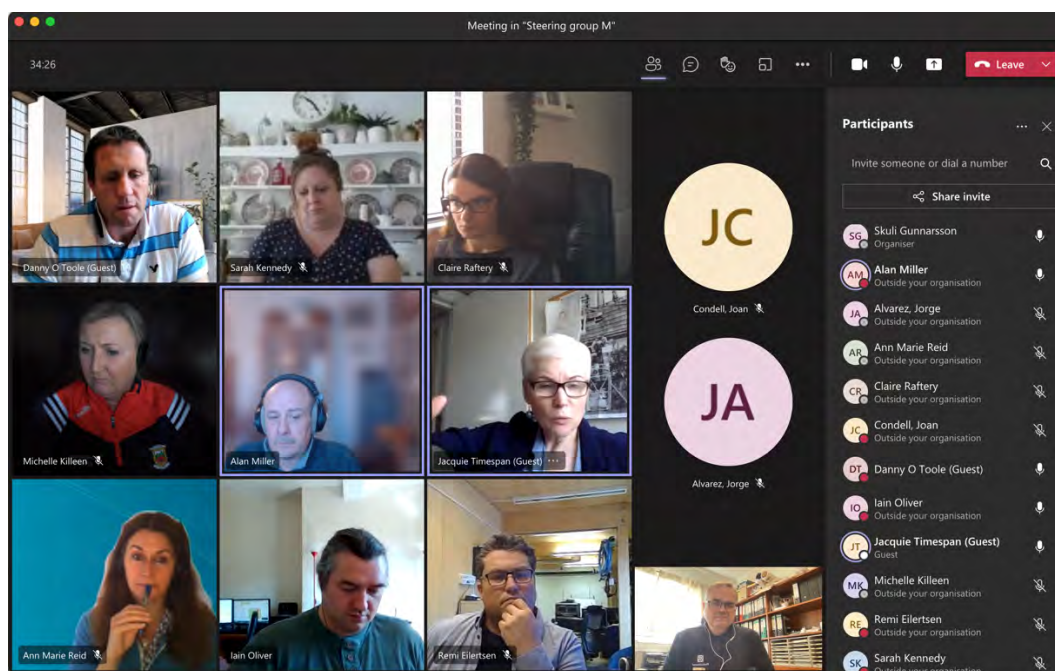 Meeting in "Steering group M"
34:26
Leave
Danny O Toole (Guest)
Sarah Kennedy
Claire Raftery
Michelle Killeen
Alan Miller
Jacquie Timespan (Guest)
Ann Marie Reid
Iain Oliver
Remi Eilertsen
JC
Condell, Joan
JA
Alvarez, Jorge
Participants
Invite someone or dial a number
Share invite
SG
Skuli Gunnarsson
Organiser
AM
Alan Miller
Outside your organisation
JA
Alvarez, Jorge
Outside your organisation
AR
Ann Marie Reid
Outside your organisation
CR
Claire Raftery
Outside your organisation
JC
Condell, Joan
Outside your organisation
DT
Danny O Toole (Guest)
IO
Iain Oliver
Outside your organisation
JT
Jacquie Timespan (Guest)
Guest
MK
Michelle Killeen
Outside your organisation
RE
Remi Eilertsen
Outside your organisation
SK
Sarah Kennedy
Outside your organisation